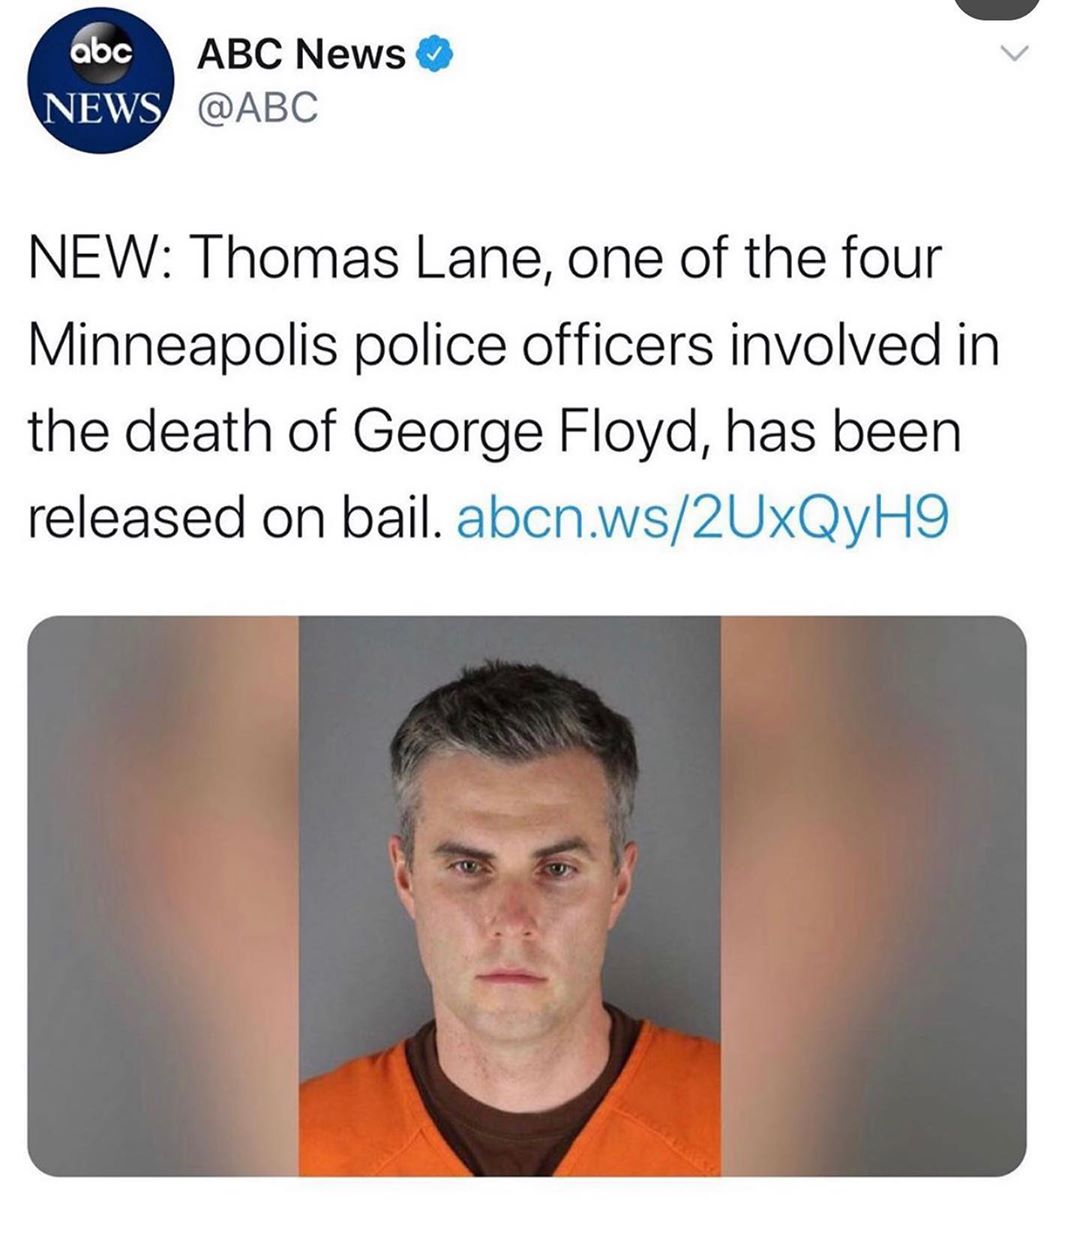 abc
NEWS
ABC News
@ABC
NEW: Thomas Lane, one of the four
Minneapolis police officers involved in
the death of George Floyd, has been
released on bail. abcn.ws/2UxQyH9